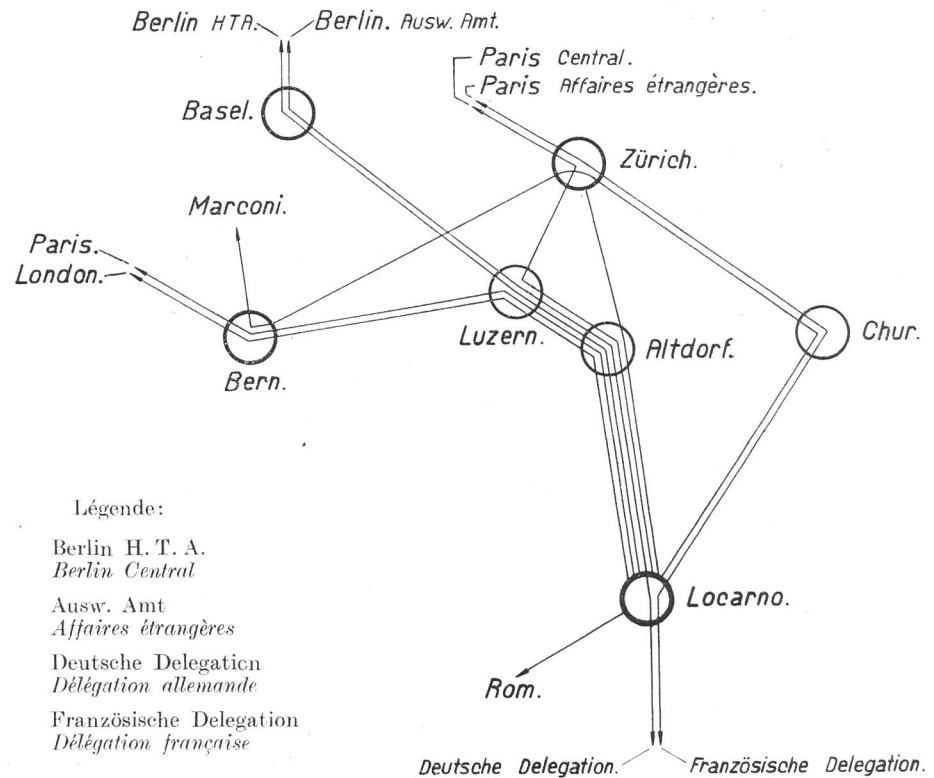 Berlin HTA.
Berlin. Ausw. Amt.
Paris Central.
Paris Affaires étrangères.
Basel.
Zürich.
Marconi.
Paris.
London.
Luzern.
Altdorf.
Chur.
Bern.
Légende:
Berlin H. T. A.
Berlin Central
Ausw. Amt
Affaires étrangères
Deutsche Delegation
Délégation allemande
Französische Delegation
Délégation française
Locarno.
Rom.
Deutsche Delegation.
Französische Delegation.